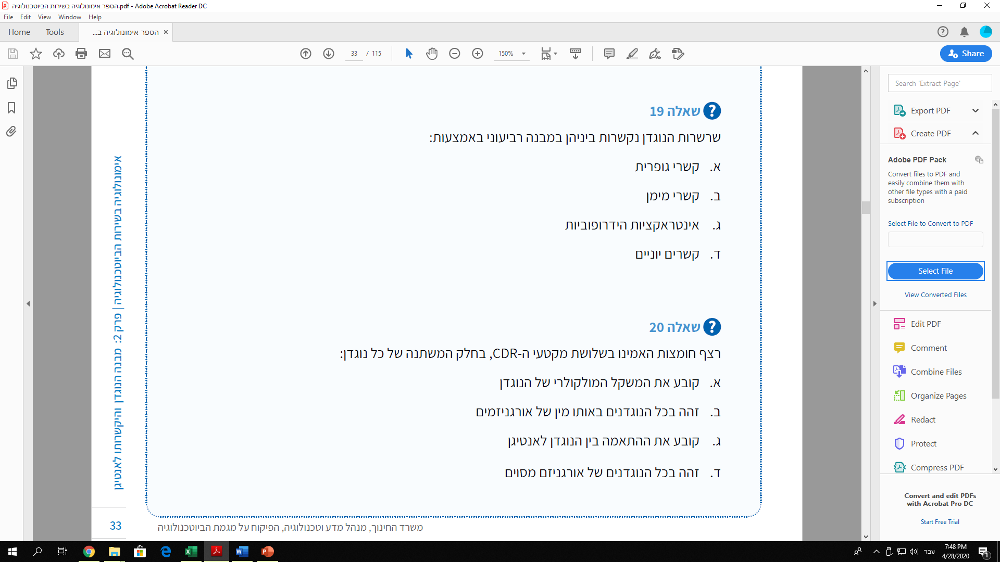 הספר אימונולוגיה בשירות הביוטכנולוגיה.pdf - Adobe Acrobat Reader DC
File Edit View Window Help
Home Tools הספר אימונולוגיה ב...
33 / 115 150% Share
שאלה 19
שרשרות הנוגדן נקשרות ביניהן במבנה רביעוני באמצעות:
א. קשרי גופרית
ב. קשרי מימן
ג. אינטראקציות הידרופוביות
ד. קשרים יוניים
שאלה 20
רצף חומצות האמינו בשלושת מקטעי ה-CDR, בחלק המשתנה של כל נוגדן:
א. קובע את המשקל המולקולרי של הנוגדן
ב. זהה בכל הנוגדנים באותו מין של אורגניזמים
ג. קובע את ההתאמה בין הנוגדן לאנטיגן
ד. זהה בכל הנוגדנים של אורגניזם מסוים
אימונולוגיה בשירות הביוטכנולוגיה | פרק 2: מבנה הנוגדן והיקשרותו לאנטיגן
33
משרד החינוך, מנהל מדע וטכנולוגיה, הפיקוח על מגמת הביוטכנולוגיה
Search 'Extract Page'
Export PDF
Create PDF
Adobe PDF Pack
Convert files to PDF and
easily combine them with
other file types with a paid
subscription
Select File to Convert to PDF
Select File
View Converted Files
Edit PDF
Comment
Combine Files
Organize Pages
Redact
Protect
Compress PDF
Convert and edit PDFs
with Acrobat Pro DC
Start Free Trial
עבר
7:48 PM
4/28/2020
1